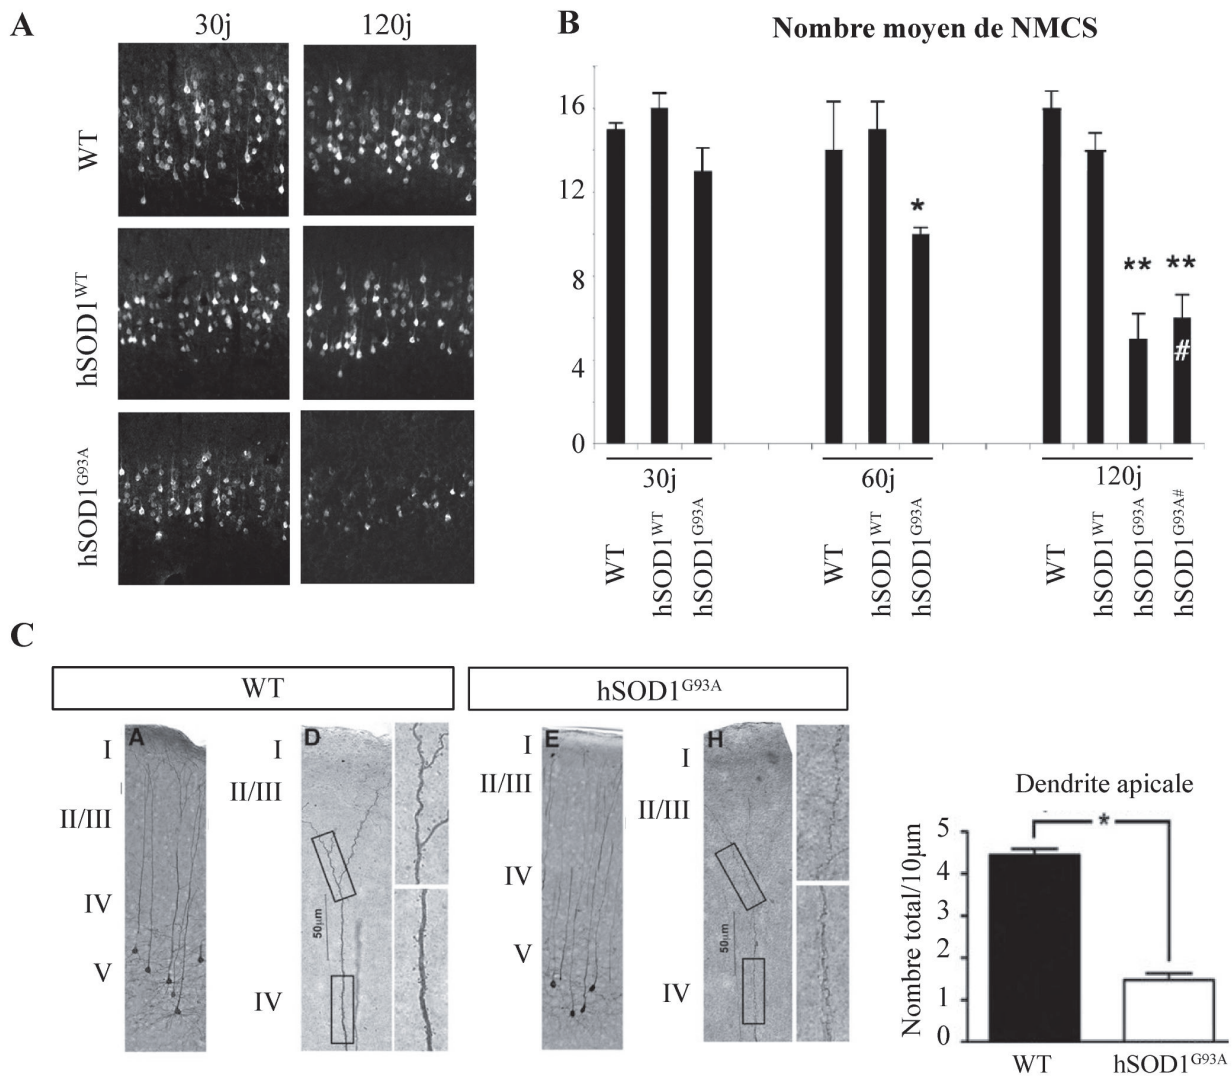 A
30j
120j
WT
hSOD1WT
hSOD1G93A
B
Nombre moyen de NMCS
16
12
8
4
0
*
**
**
#
30j
60j
120j
WT
hSOD1WT
hSOD1G93A
WT
hSOD1WT
hSOD1G93A
WT
hSOD1WT
hSOD1G93A
hSOD1G93A#
C
WT
hSOD1G93A
A
I
II/III
IV
V
D
I
II/III
IV
50µm
E
I
II/III
IV
V
H
I
II/III
IV
50µm
Dendrite apicale
Nombre total/10µm
5
4
3
2
1
0
*
WT
hSOD1G93A